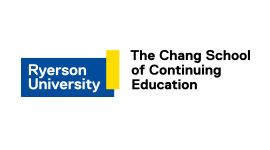 Ryerson
University
The Chang School
of Continuing
Education